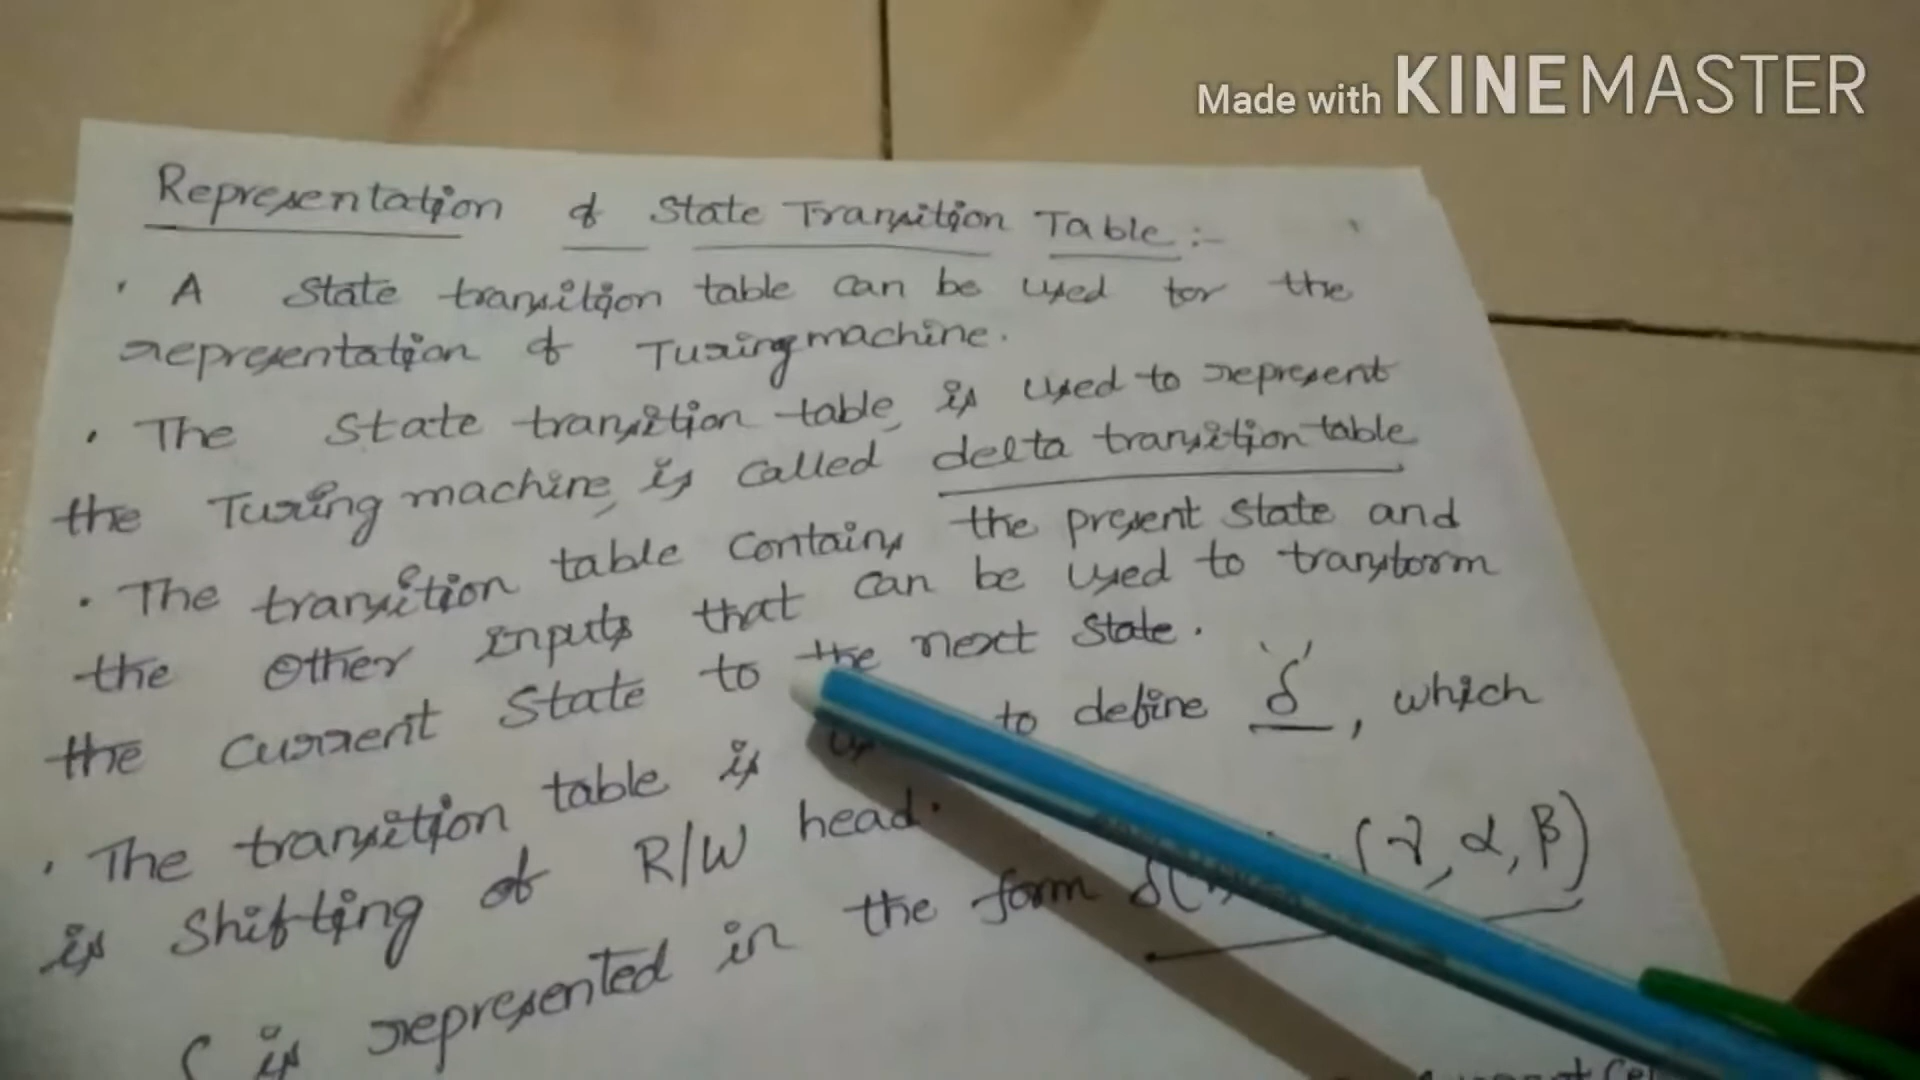 Made with KINEMASTER
Representation of State Transition Table :-
· A State transition table can be used for the
representation of Turing machine.
· The State transition table is used to represent
the Turing machine is called delta transition table
· The transition table contains the present state and
the other inputs that can be used to transform
the current state to the next state.
· The transition table is to define 'δ', which
is shifting of R/W head.
is represented in the form δ( (γ, α, β)